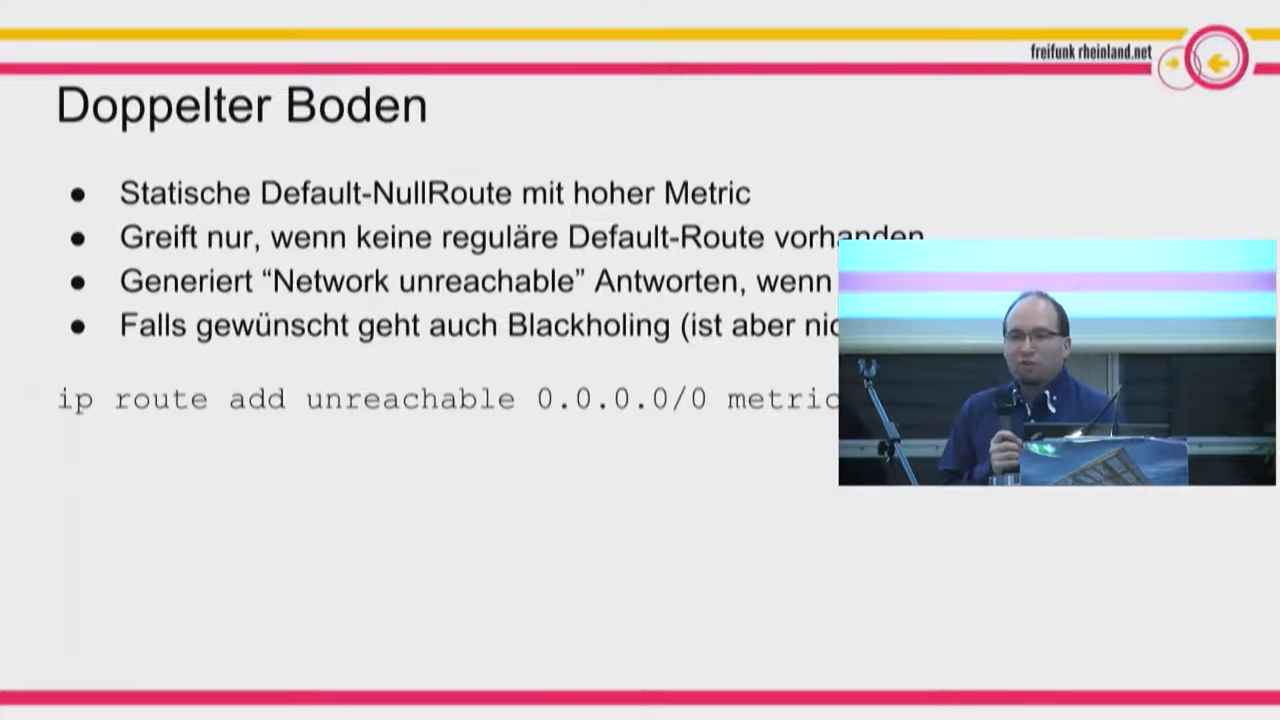 freifunk rheinland.net
Doppelter Boden
● Statische Default-NullRoute mit hoher Metric
● Greift nur, wenn keine reguläre Default-Route vorhanden
● Generiert “Network unreachable” Antworten, wenn
● Falls gewünscht geht auch Blackholing (ist aber
ip route add unreachable 0.0.0.0/0 metric